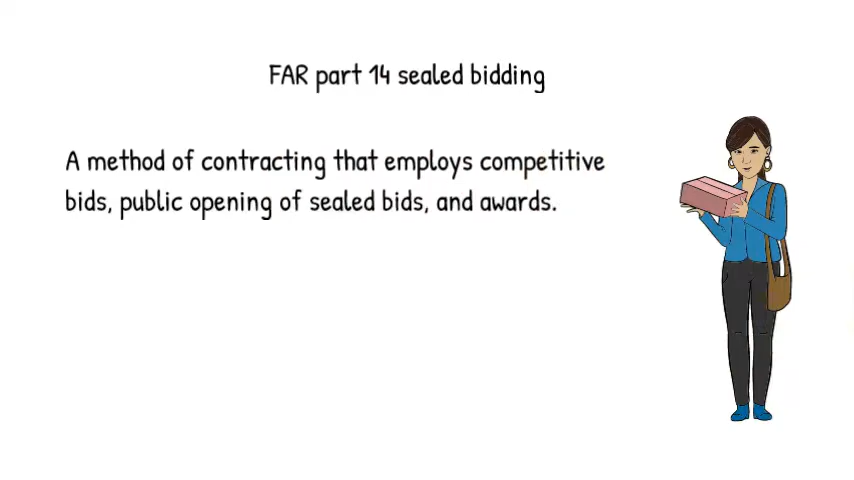 FAR part 14 sealed bidding
A method of contracting that employs competitive
bids, public opening of sealed bids, and awards.